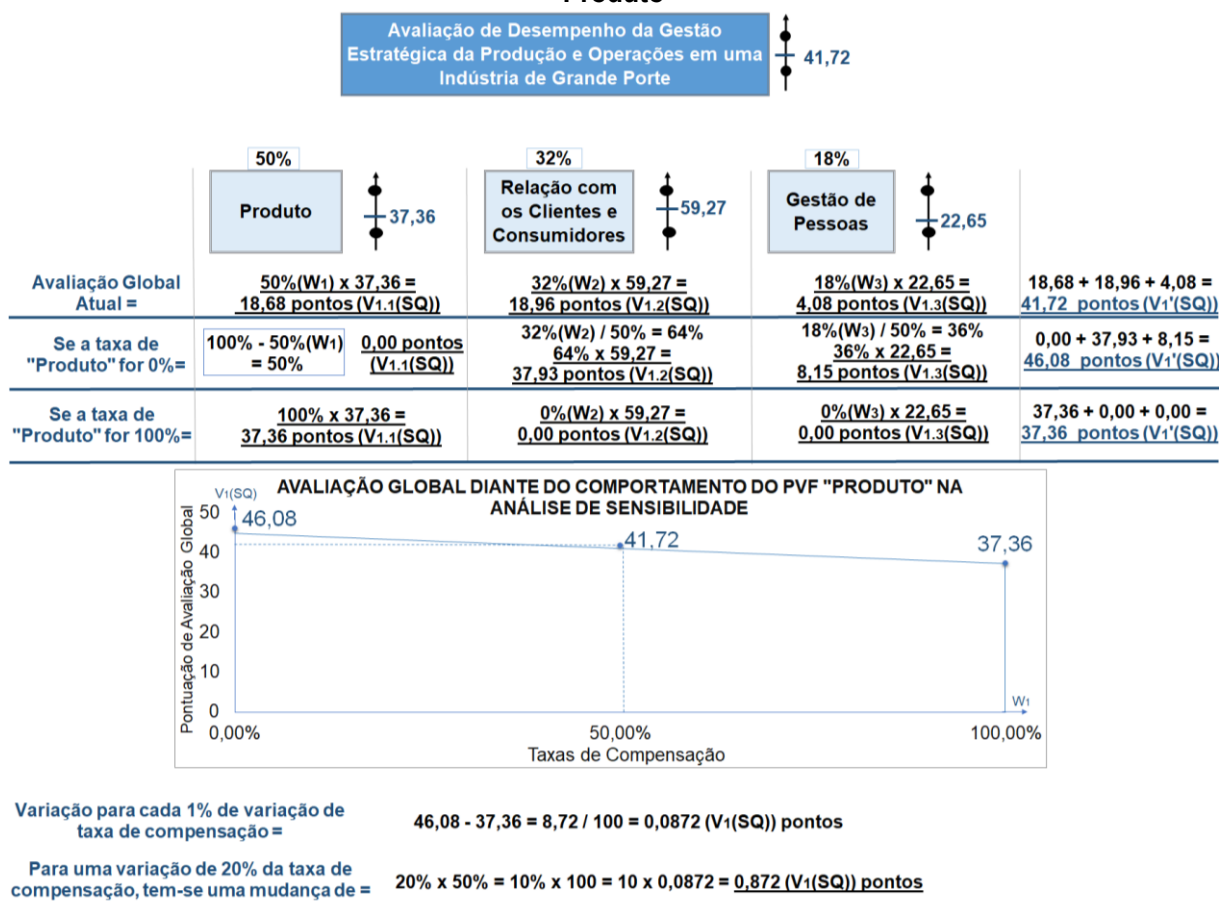 Produto
Avaliação de Desempenho da Gestão
Estratégica da Produção e Operações em uma
Indústria de Grande Porte
41,72
50%
32%
18%
Produto
37,36
Relação com
os Clientes e
Consumidores
59,27
Gestão de
Pessoas
22,65
Avaliação Global
Atual =
50%(W1) x 37,36 =
18,68 pontos (V1.1(SQ))
32%(W2) x 59,27 =
18,96 pontos (V1.2(SQ))
18%(W3) x 22,65 =
4,08 pontos (V1.3(SQ))
18,68 + 18,96 + 4,08 =
41,72 pontos (V1'(SQ))
Se a taxa de
"Produto" for 0%=
100% - 50%(W1)
= 50%
0,00 pontos
(V1.1(SQ))
32%(W2) / 50% = 64%
64% x 59,27 =
37,93 pontos (V1.2(SQ))
18%(W3) / 50% = 36%
36% x 22,65 =
8,15 pontos (V1.3(SQ))
0,00 + 37,93 + 8,15 =
46,08 pontos (V1'(SQ))
Se a taxa de
"Produto" for 100%=
100% x 37,36 =
37,36 pontos (V1.1(SQ))
0%(W2) x 59,27 =
0,00 pontos (V1.2(SQ))
0%(W3) x 22,65 =
0,00 pontos (V1.3(SQ))
37,36 + 0,00 + 0,00 =
37,36 pontos (V1'(SQ))
AVALIAÇÃO GLOBAL DIANTE DO COMPORTAMENTO DO PVF "PRODUTO" NA
ANÁLISE DE SENSIBILIDADE
V1(SQ)
Pontuação de Avaliação Global
50
40
30
20
10
0
46,08
41,72
37,36
W1
0,00%
50,00%
100,00%
Taxas de Compensação
Variação para cada 1% de variação de
taxa de compensação =
46,08 - 37,36 = 8,72 / 100 = 0,0872 (V1(SQ)) pontos
Para uma variação de 20% da taxa de
compensação, tem-se uma mudança de =
20% x 50% = 10% x 100 = 10 x 0,0872 = 0,872 (V1(SQ)) pontos